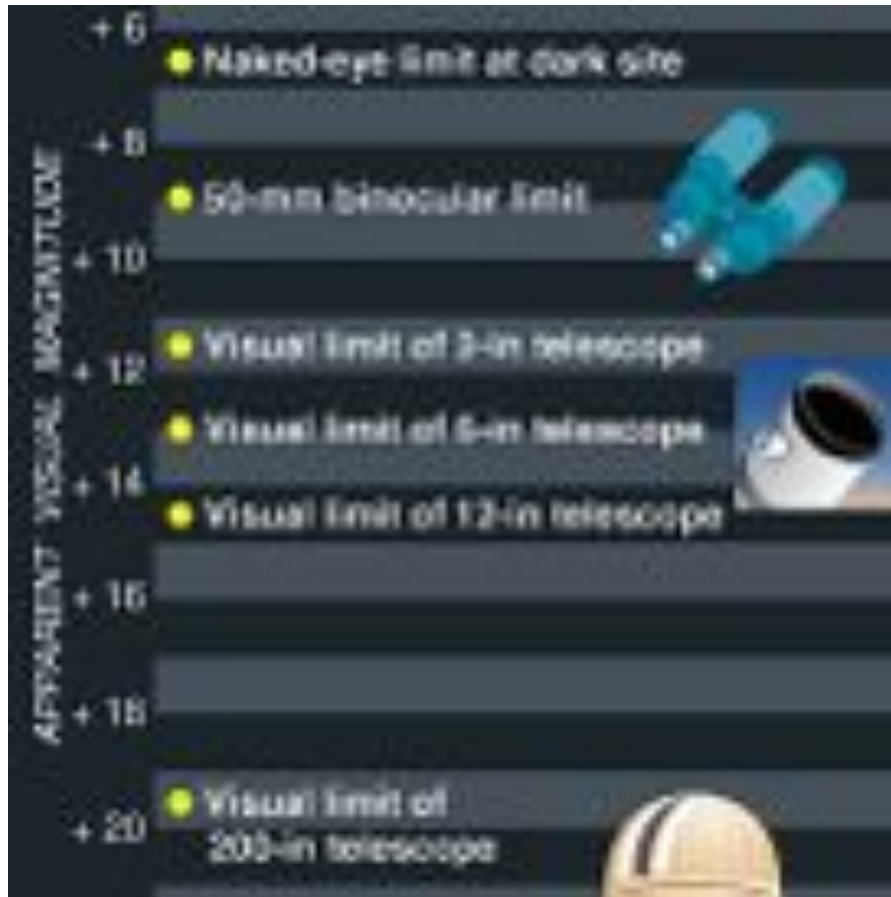 + 6
Naked-eye limit at dark site
+ 8
50-mm binocular limit
+ 10
Visual limit of 3-in telescope
+ 12
Visual limit of 6-in telescope
+ 14
Visual limit of 12-in telescope
+ 16
+ 18
Visual limit of
+ 20
200-in telescope
APPARENT VISUAL MAGNITUDE